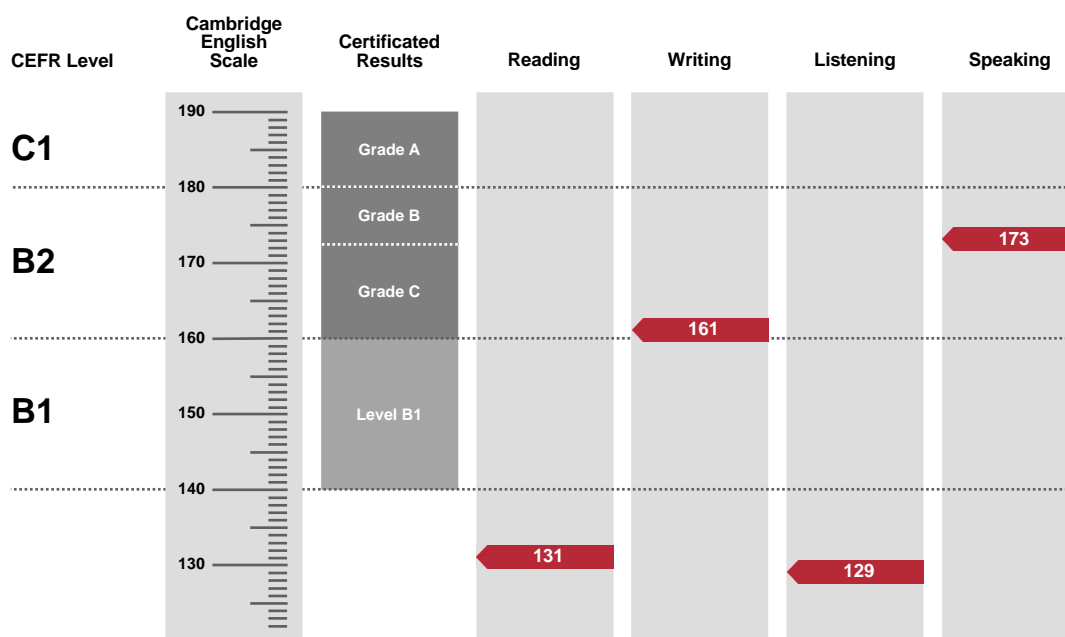 CEFR Level
Cambridge
English
Scale
Certificated
Results
Reading
Writing
Listening
Speaking
190
C1
Grade A
180
Grade B
173
B2
170
Grade C
161
160
B1
150
Level B1
140
131
130
129